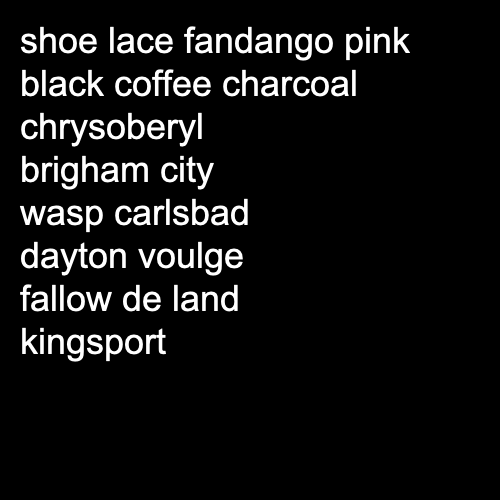 shoe lace fandango pink
black coffee charcoal
chrysoberyl
brigham city
wasp carlsbad
dayton voulge
fallow de land
kingsport